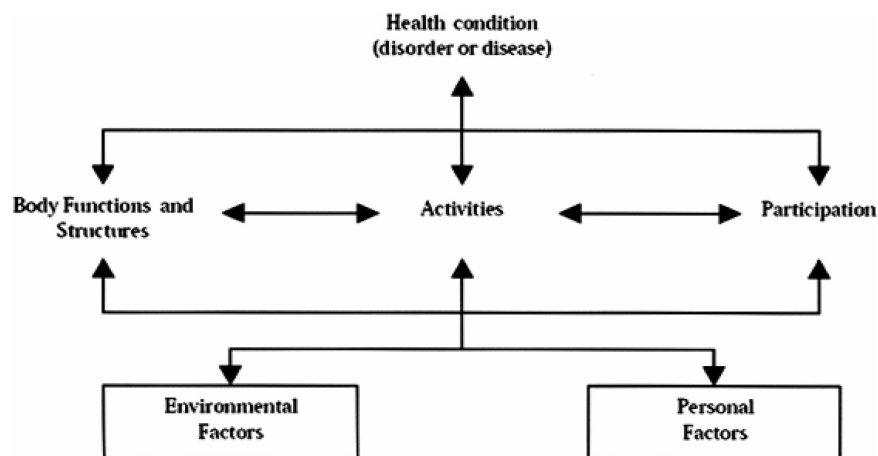 Health condition
(disorder or disease)
Body Functions and
Structures
Activities
Participation
Environmental
Factors
Personal
Factors